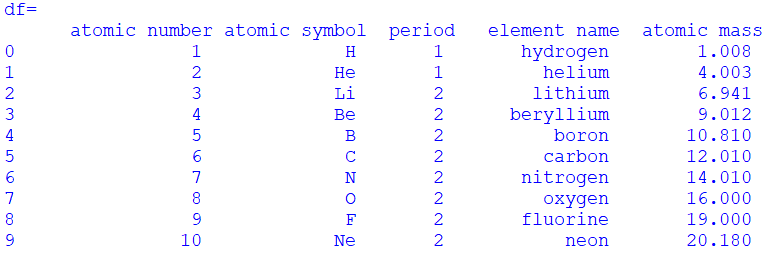 df=
atomic number atomic symbol period element name atomic mass
0 1 H 1 hydrogen 1.008
1 2 He 1 helium 4.003
2 3 Li 2 lithium 6.941
3 4 Be 2 beryllium 9.012
4 5 B 2 boron 10.810
5 6 C 2 carbon 12.010
6 7 N 2 nitrogen 14.010
7 8 O 2 oxygen 16.000
8 9 F 2 fluorine 19.000
9 10 Ne 2 neon 20.180